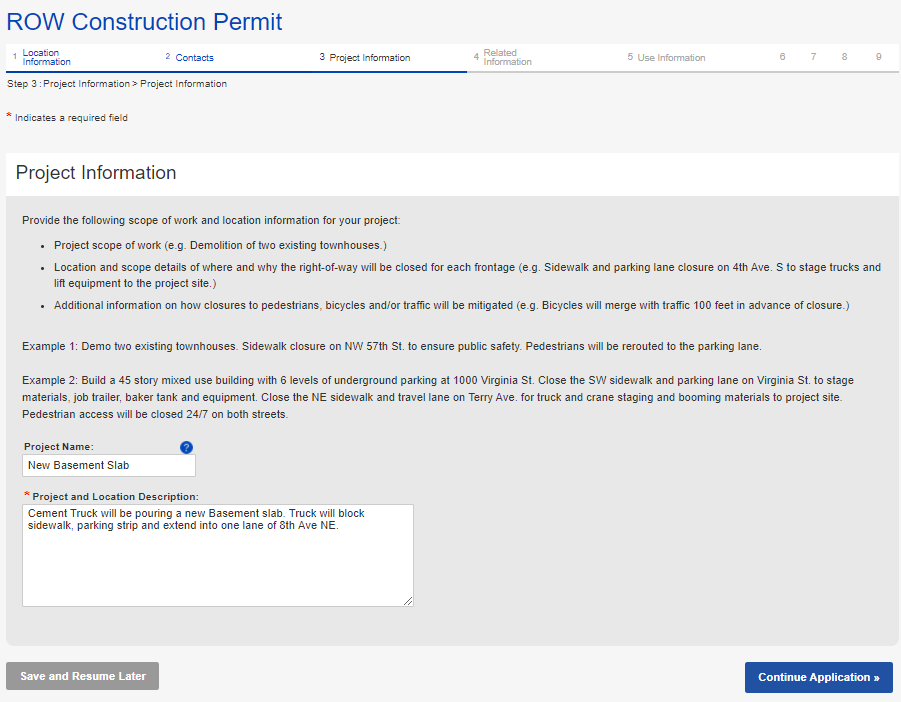 ROW Construction Permit
1 Location Information
2 Contacts
3 Project Information
4 Related Information
5 Use Information
6
7
8
9
Step 3 : Project Information > Project Information
* Indicates a required field
Project Information
Provide the following scope of work and location information for your project:
• Project scope of work (e.g. Demolition of two existing townhouses.)
• Location and scope details of where and why the right-of-way will be closed for each frontage (e.g. Sidewalk and parking lane closure on 4th Ave. S to stage trucks and
lift equipment to the project site.)
• Additional information on how closures to pedestrians, bicycles and/or traffic will be mitigated (e.g. Bicycles will merge with traffic 100 feet in advance of closure.)
Example 1: Demo two existing townhouses. Sidewalk closure on NW 57th St. to ensure public safety. Pedestrians will be rerouted to the parking lane.
Example 2: Build a 45 story mixed use building with 6 levels of underground parking at 1000 Virginia St. Close the SW sidewalk and parking lane on Virginia St. to stage
materials, job trailer, baker tank and equipment. Close the NE sidewalk and travel lane on Terry Ave. for truck and crane staging and booming materials to project site.
Pedestrian access will be closed 24/7 on both streets.
Project Name: ?
New Basement Slab
* Project and Location Description:
Cement Truck will be pouring a new Basement slab. Truck will block
sidewalk, parking strip and extend into one lane of 8th Ave NE.
Save and Resume Later
Continue Application »